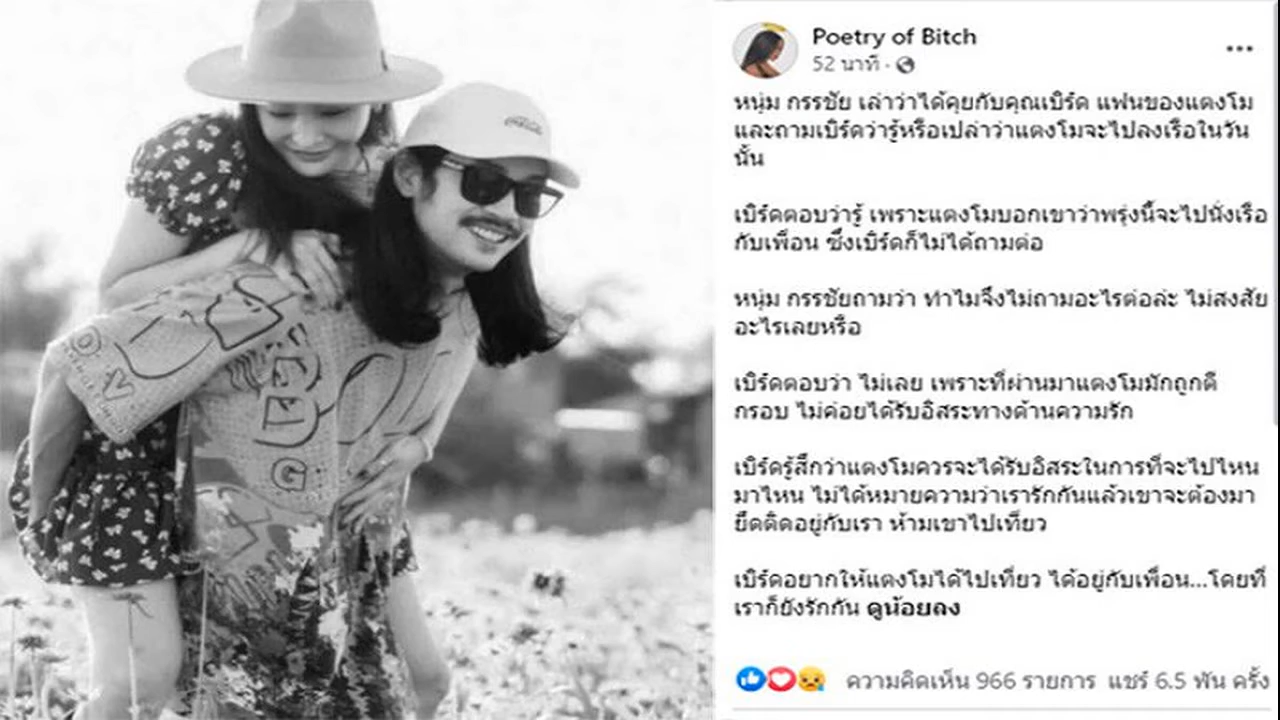 Poetry of Bitch
52 นาที ·
หนุ่ม กรรชัย เล่าว่าได้คุยกับคุณเบิร์ด แฟนของแตงโม
และถามเบิร์ดว่ารู้หรือเปล่าว่าแตงโมจะไปลงเรือในวัน
นั้น
เบิร์ดตอบว่ารู้ เพราะแตงโมบอกเขาว่าพรุ่งนี้จะไปนั่งเรือ
กับเพื่อน ซึ่งเบิร์ดก็ไม่ได้ถามต่อ
หนุ่ม กรรชัยถามว่า ทำไมจึงไม่ถามอะไรต่อล่ะ ไม่สงสัย
อะไรเลยหรือ
เบิร์ดตอบว่า ไม่เลย เพราะที่ผ่านมาแตงโมมักถูกตี
กรอบ ไม่ค่อยได้รับอิสระทางด้านความรัก
เบิร์ดรู้สึกว่าแตงโมควรจะได้รับอิสระในการที่จะไปไหน
มาไหน ไม่ได้หมายความว่าเรารักกันแล้วเขาจะต้องมา
ยึดติดอยู่กับเรา ห้ามเขาไปเที่ยว
เบิร์ดอยากให้แตงโมได้ไปเที่ยว ได้อยู่กับเพื่อน...โดยที่
เราก็ยังรักกัน ดูน้อยลง
ความคิดเห็น 966 รายการ แชร์ 6.5 พัน ครั้ง